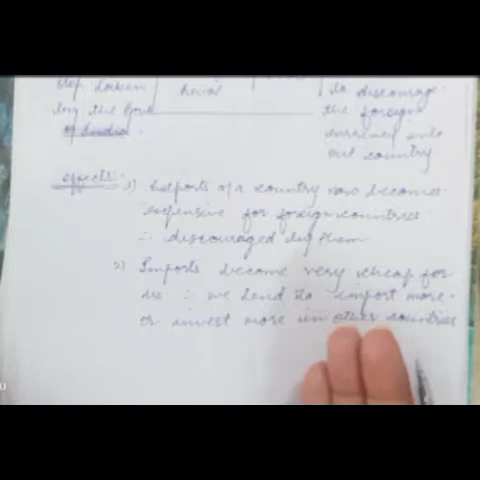 step taken
by the Govt
of India.
to discourage
the foreign
currency into
our country
effects:-
1) Exports of a country now becomes
expensive for foreign countries
∴ discouraged by them
2) Imports become very cheap for
us ∴ we tend to import more
or invest more in other countries